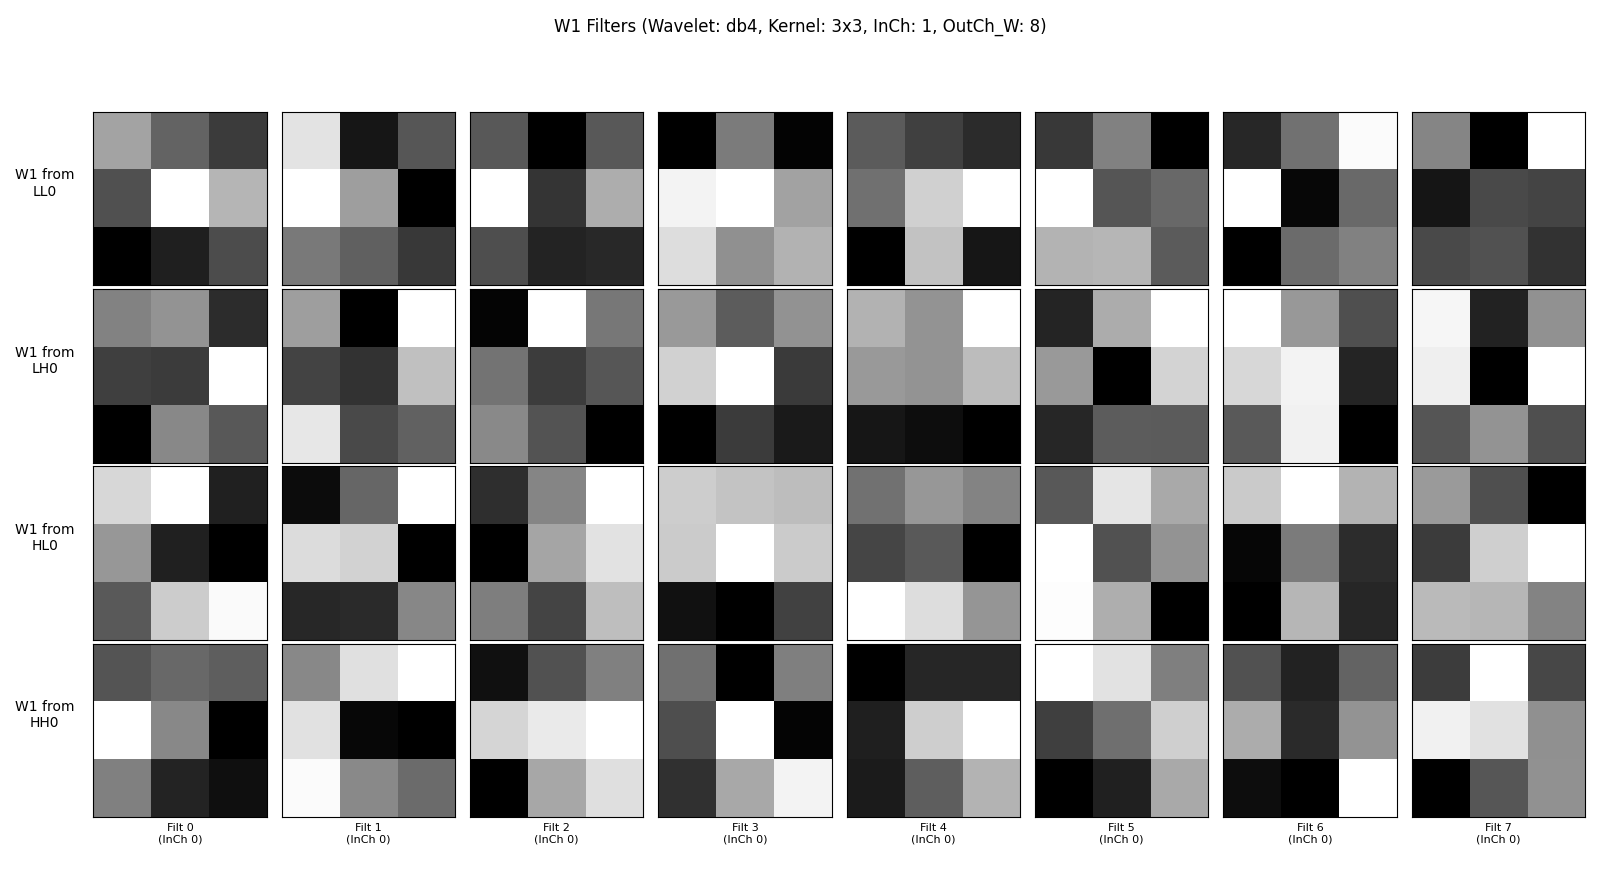 W1 Filters (Wavelet: db4, Kernel: 3x3, InCh: 1, OutCh_W: 8)
W1 from
LL0
W1 from
LH0
W1 from
HL0
W1 from
HH0
Filt 0
(InCh 0)
Filt 1
(InCh 0)
Filt 2
(InCh 0)
Filt 3
(InCh 0)
Filt 4
(InCh 0)
Filt 5
(InCh 0)
Filt 6
(InCh 0)
Filt 7
(InCh 0)